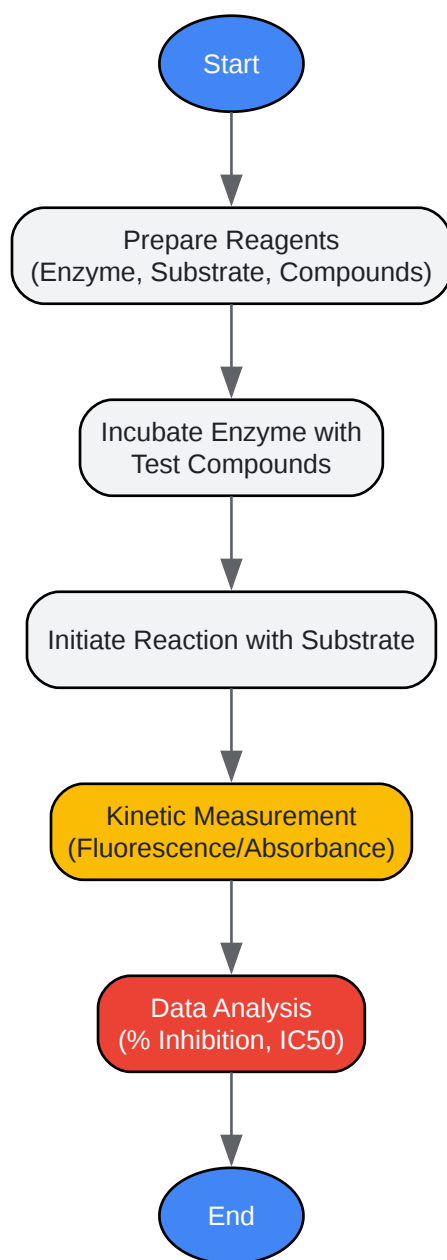 Start
Prepare Reagents
(Enzyme, Substrate, Compounds)
Incubate Enzyme with
Test Compounds
Initiate Reaction with Substrate
Kinetic Measurement
(Fluorescence/Absorbance)
Data Analysis
(% Inhibition, IC50)
End